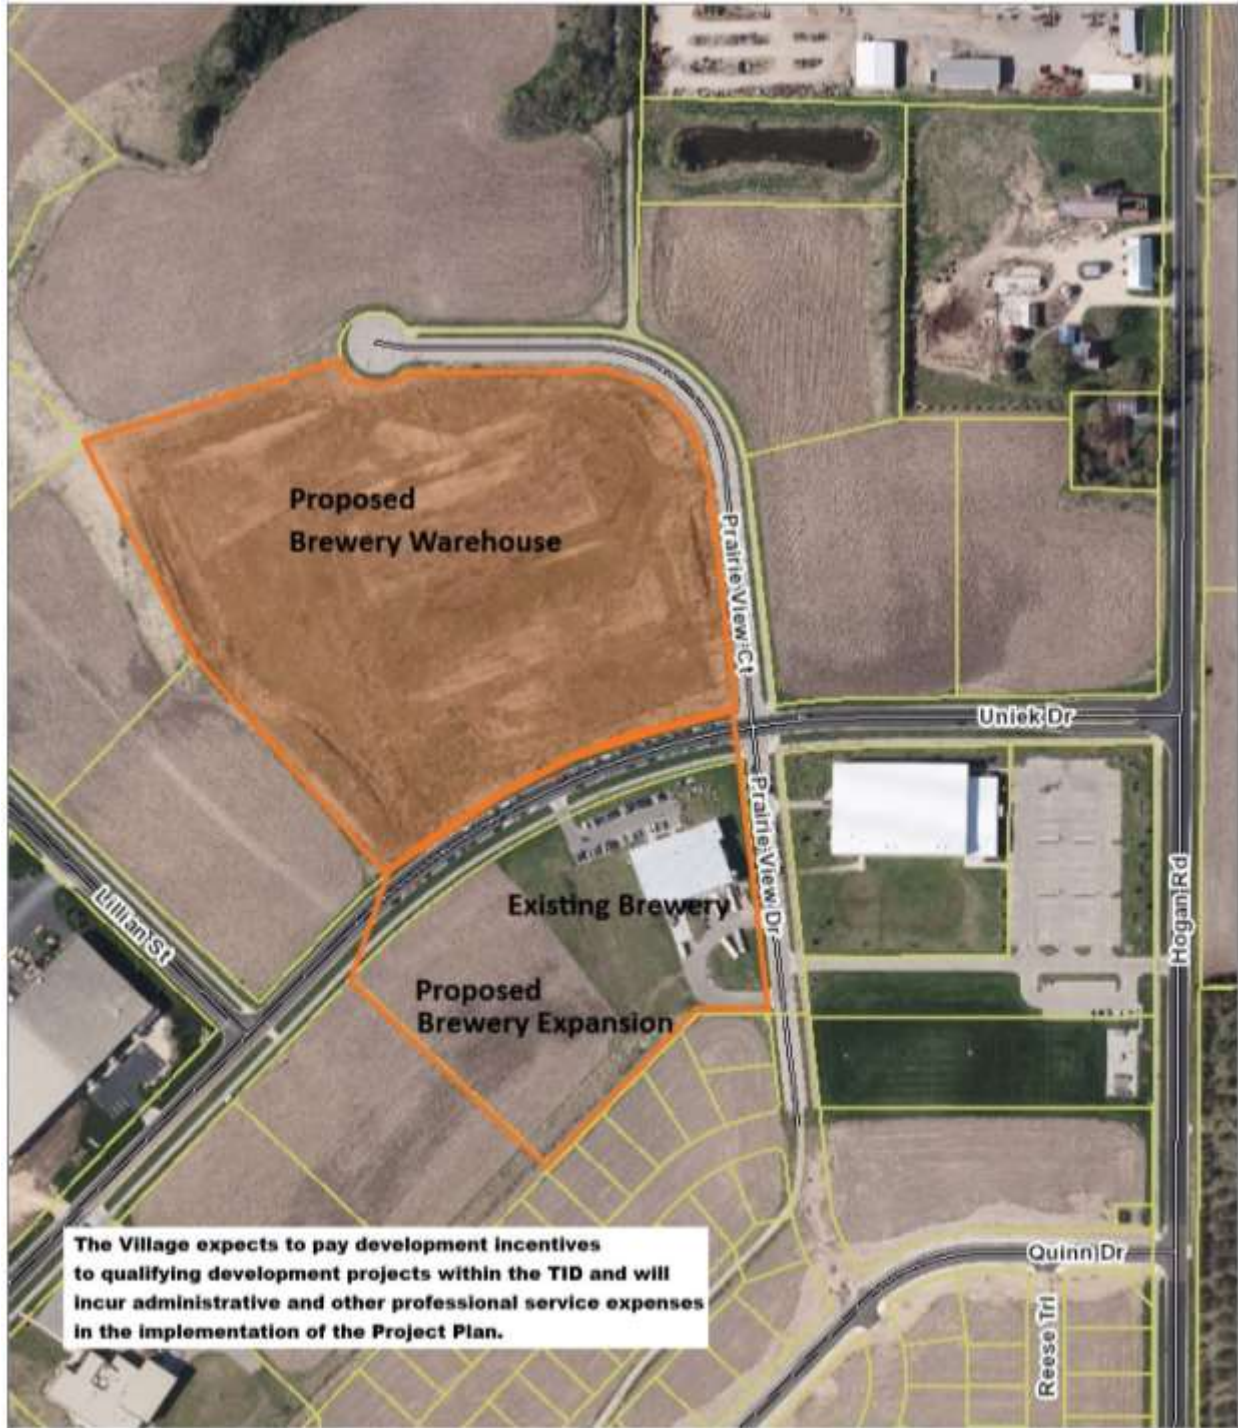 Proposed
Brewery Warehouse
Prairie View Ct
Uniek Dr
Prairie View Dr
Existing Brewery
Hogan Rd
Lillian St
Proposed
Brewery Expansion
The Village expects to pay development incentives
to qualifying development projects within the TID and will
incur administrative and other professional service expenses
in the implementation of the Project Plan.
Quinn Dr
Reese Trl